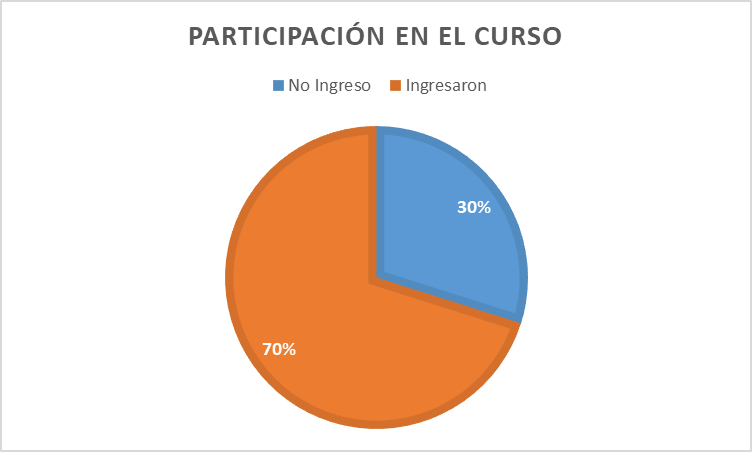 PARTICIPACIÓN EN EL CURSO
No Ingreso Ingresaron
30%
70%